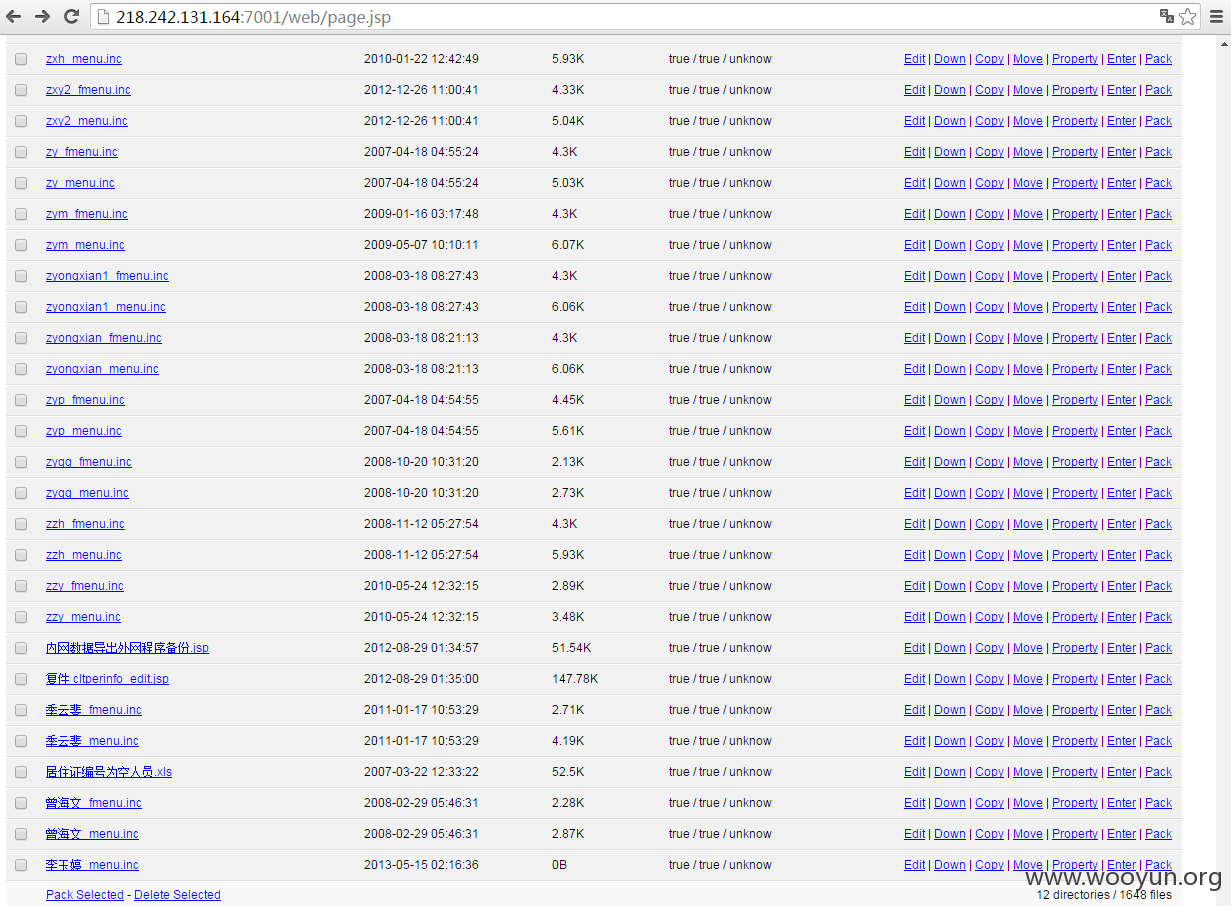 218.242.131.164:7001/web/page.jsp
zxh_menu.inc 2010-01-22 12:42:49 5.93K true / true / unknow Edit | Down | Copy | Move | Property | Enter | Pack
zxy2_fmenu.inc 2012-12-26 11:00:41 4.33K true / true / unknow Edit | Down | Copy | Move | Property | Enter | Pack
zxy2_menu.inc 2012-12-26 11:00:41 5.04K true / true / unknow Edit | Down | Copy | Move | Property | Enter | Pack
zy_fmenu.inc 2007-04-18 04:55:24 4.3K true / true / unknow Edit | Down | Copy | Move | Property | Enter | Pack
zy_menu.inc 2007-04-18 04:55:24 5.03K true / true / unknow Edit | Down | Copy | Move | Property | Enter | Pack
zym_fmenu.inc 2009-01-16 03:17:48 4.3K true / true / unknow Edit | Down | Copy | Move | Property | Enter | Pack
zym_menu.inc 2009-05-07 10:10:11 6.07K true / true / unknow Edit | Down | Copy | Move | Property | Enter | Pack
zyongxian1_fmenu.inc 2008-03-18 08:27:43 4.3K true / true / unknow Edit | Down | Copy | Move | Property | Enter | Pack
zyongxian1_menu.inc 2008-03-18 08:27:43 6.06K true / true / unknow Edit | Down | Copy | Move | Property | Enter | Pack
zyongxian_fmenu.inc 2008-03-18 08:21:13 4.3K true / true / unknow Edit | Down | Copy | Move | Property | Enter | Pack
zyongxian_menu.inc 2008-03-18 08:21:13 6.06K true / true / unknow Edit | Down | Copy | Move | Property | Enter | Pack
zyp_fmenu.inc 2007-04-18 04:54:55 4.45K true / true / unknow Edit | Down | Copy | Move | Property | Enter | Pack
zyp_menu.inc 2007-04-18 04:54:55 5.61K true / true / unknow Edit | Down | Copy | Move | Property | Enter | Pack
zyqq_fmenu.inc 2008-10-20 10:31:20 2.13K true / true / unknow Edit | Down | Copy | Move | Property | Enter | Pack
zyqq_menu.inc 2008-10-20 10:31:20 2.73K true / true / unknow Edit | Down | Copy | Move | Property | Enter | Pack
zzh_fmenu.inc 2008-11-12 05:27:54 4.3K true / true / unknow Edit | Down | Copy | Move | Property | Enter | Pack
zzh_menu.inc 2008-11-12 05:27:54 5.93K true / true / unknow Edit | Down | Copy | Move | Property | Enter | Pack
zzy_fmenu.inc 2010-05-24 12:32:15 2.89K true / true / unknow Edit | Down | Copy | Move | Property | Enter | Pack
zzy_menu.inc 2010-05-24 12:32:15 3.48K true / true / unknow Edit | Down | Copy | Move | Property | Enter | Pack
内网数据导出外网程序备份.jsp 2012-08-29 01:34:57 51.54K true / true / unknow Edit | Down | Copy | Move | Property | Enter | Pack
复件 cltperinfo_edit.jsp 2012-08-29 01:35:00 147.78K true / true / unknow Edit | Down | Copy | Move | Property | Enter | Pack
季云斐_fmenu.inc 2011-01-17 10:53:29 2.71K true / true / unknow Edit | Down | Copy | Move | Property | Enter | Pack
季云斐_menu.inc 2011-01-17 10:53:29 4.19K true / true / unknow Edit | Down | Copy | Move | Property | Enter | Pack
居住证编号为空人员.xls 2007-03-22 12:33:22 52.5K true / true / unknow Edit | Down | Copy | Move | Property | Enter | Pack
曾海文_fmenu.inc 2008-02-29 05:46:31 2.28K true / true / unknow Edit | Down | Copy | Move | Property | Enter | Pack
曾海文_menu.inc 2008-02-29 05:46:31 2.87K true / true / unknow Edit | Down | Copy | Move | Property | Enter | Pack
李玉婷_menu.inc 2013-05-15 02:16:36 0B true / true / unknow Edit | Down | Copy | Move | Property | Enter | Pack
www.wooyun.org
Pack Selected - Delete Selected 12 directories / 1648 files